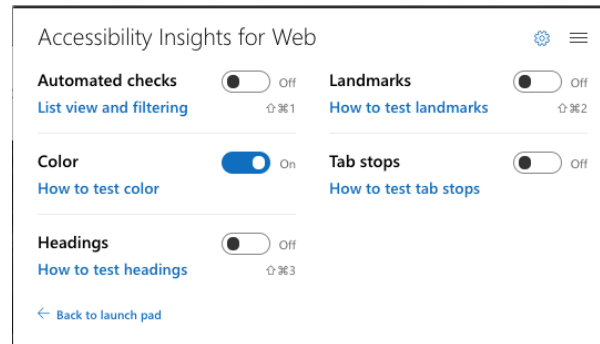 Accessibility Insights for Web
Automated checks Off
List view and filtering ⇧⌘1
Landmarks Off
How to test landmarks ⇧⌘2
Color On
How to test color
Tab stops Off
How to test tab stops
Headings Off
How to test headings ⇧⌘3
← Back to launch pad